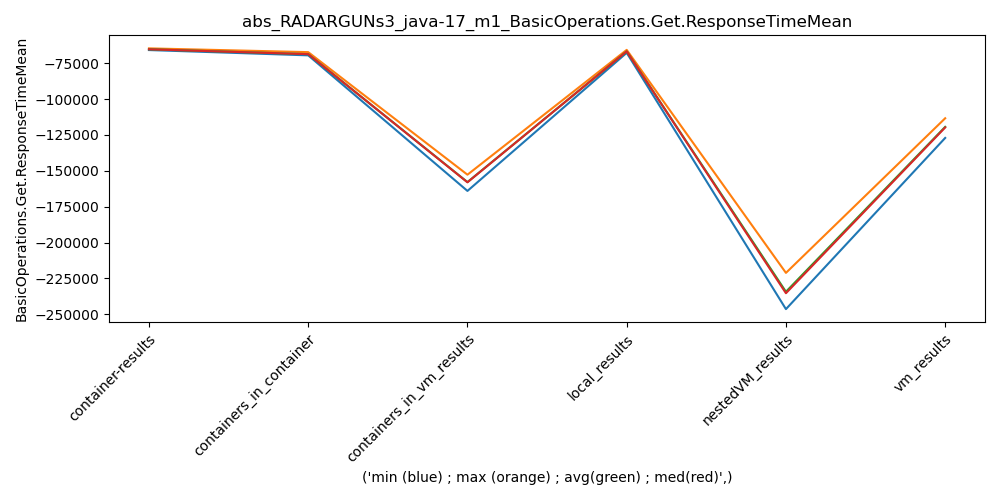 abs_RADARGUNs3_java-17_m1_BasicOperations.Get.ResponseTimeMean
BasicOperations.Get.ResponseTimeMean
−75000
−100000
−125000
−150000
−175000
−200000
−225000
−250000
container-results
containers_in_container
containers_in_vm_results
local_results
nestedVM_results
vm_results
('min (blue) ; max (orange) ; avg(green) ; med(red)',)